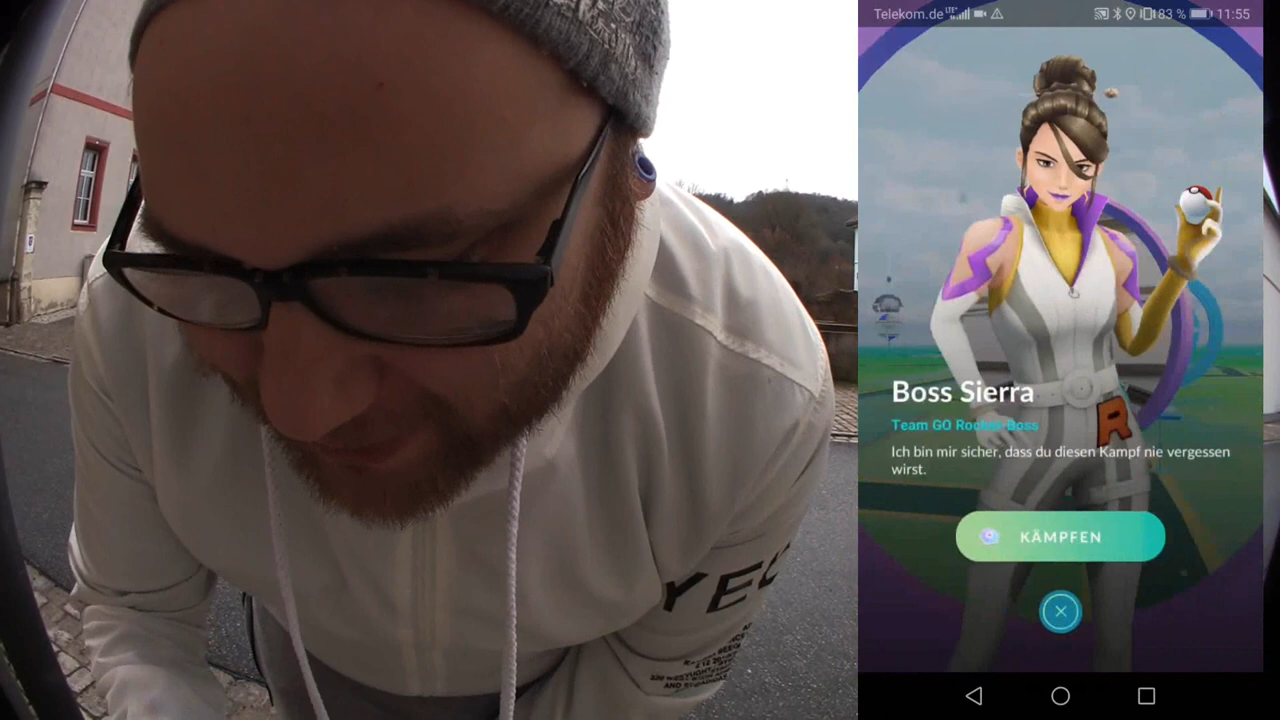 Telekom.de 83 % 11:55
Boss Sierra
Team GO Rocket Boss
Ich bin mir sicher, dass du diesen Kampf nie vergessen
wirst.
R
KÄMPFEN
AND